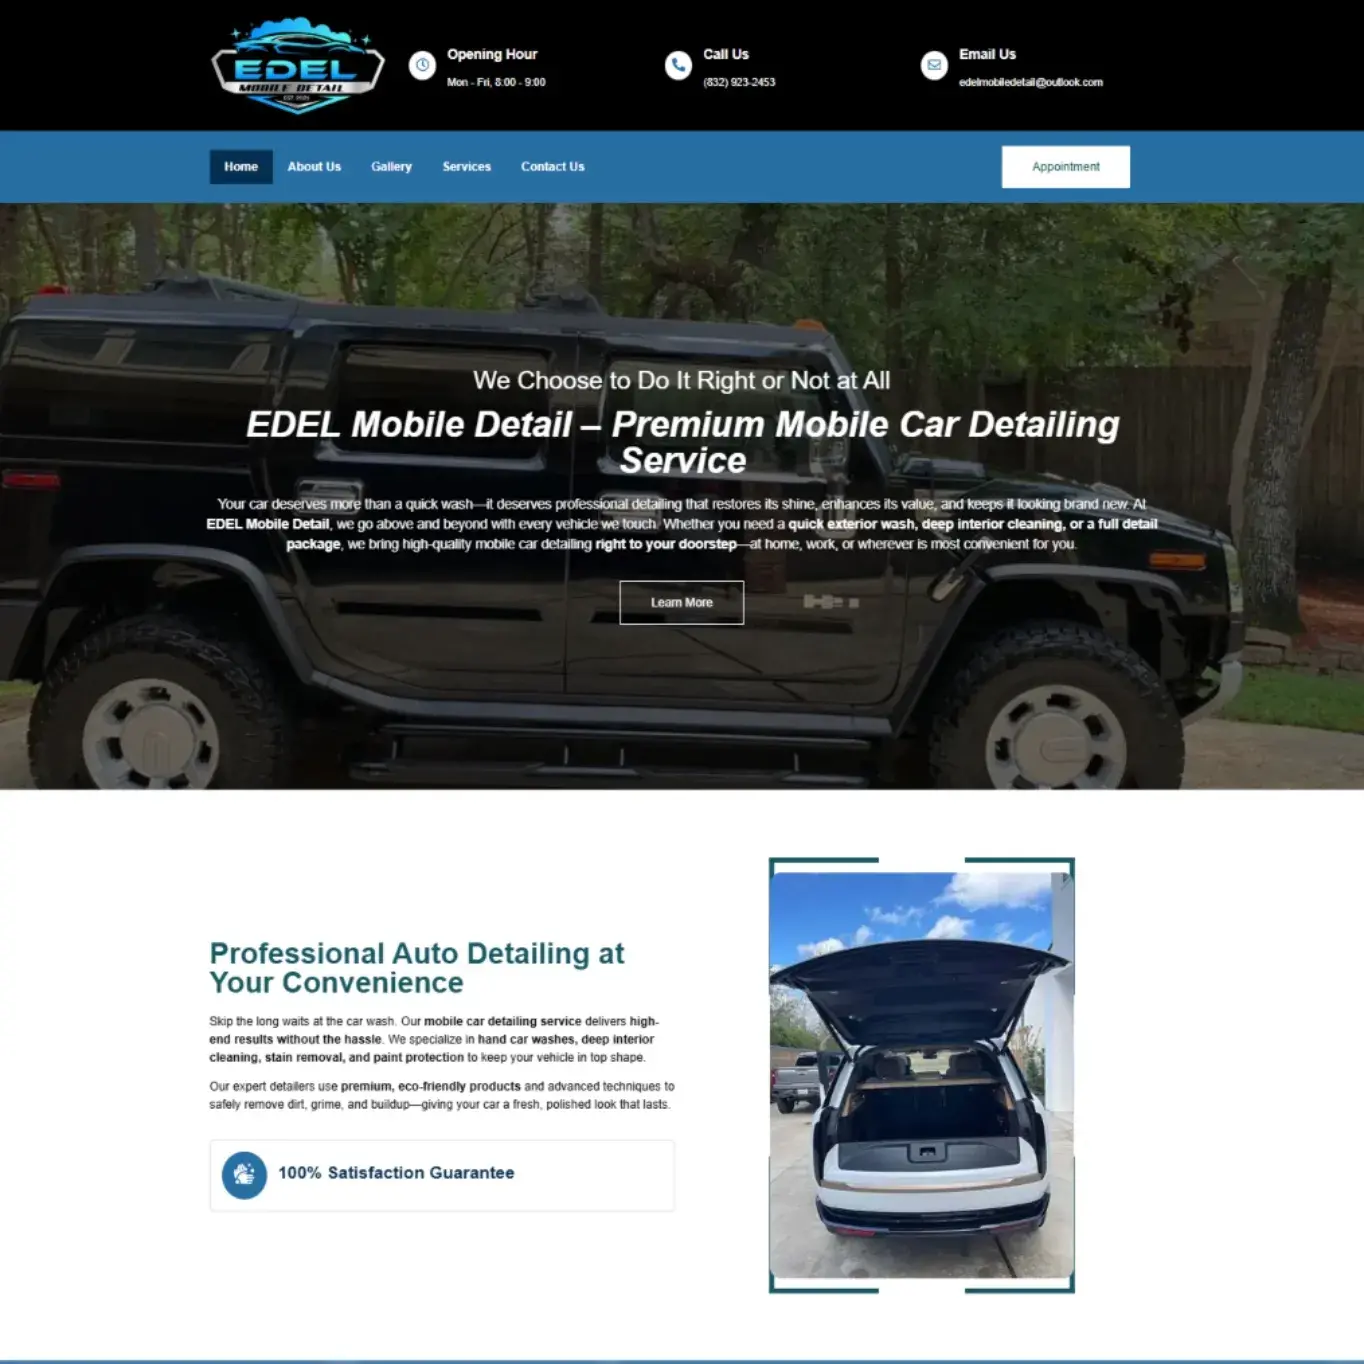 EDEL
MOBILE DETAIL
Opening Hour
Mon - Fri, 8:00 - 9:00
Call Us
(832) 923-2453
Email Us
edelmobiledetail@outlook.com
Home
About Us
Gallery
Services
Contact Us
Appointment
We Choose to Do It Right or Not at All
EDEL Mobile Detail – Premium Mobile Car Detailing
Service
Your car deserves more than a quick wash—it deserves professional detailing that restores its shine, enhances its value, and keeps it looking brand new. At
EDEL Mobile Detail, we go above and beyond with every vehicle we touch. Whether you need a quick exterior wash, deep interior cleaning, or a full detail
package, we bring high-quality mobile car detailing right to your doorstep—at home, work, or wherever is most convenient for you.
Learn More
Professional Auto Detailing at
Your Convenience
Skip the long waits at the car wash. Our mobile car detailing service delivers high-
end results without the hassle. We specialize in hand car washes, deep interior
cleaning, stain removal, and paint protection to keep your vehicle in top shape.
Our expert detailers use premium, eco-friendly products and advanced techniques to
safely remove dirt, grime, and buildup—giving your car a fresh, polished look that lasts.
100% Satisfaction Guarantee